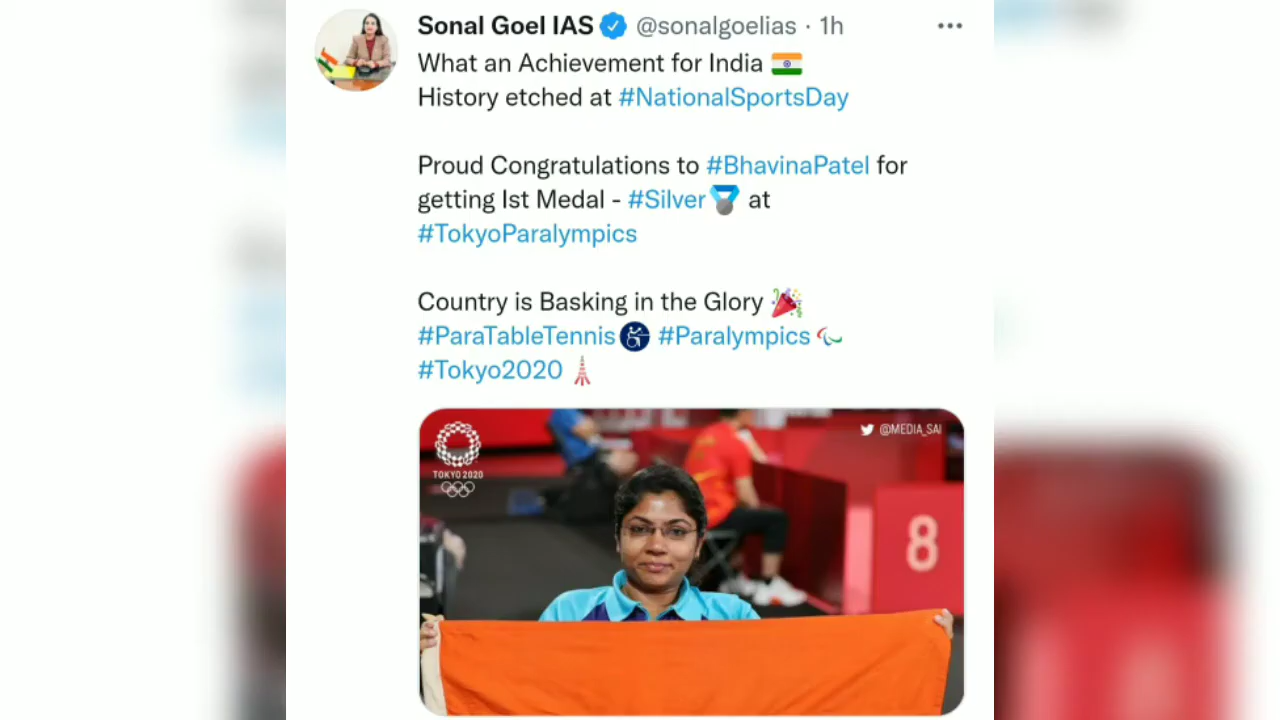 Sonal Goel IAS @sonalgoelias · 1h
What an Achievement for India 🇮🇳
History etched at #NationalSportsDay
Proud Congratulations to #BhavinaPatel for
getting Ist Medal - #Silver🥈 at
#TokyoParalympics
Country is Basking in the Glory 🎉
#ParaTableTennis #Paralympics
#Tokyo2020 🗼
@MEDIA_SAI
TOKYO 2020
8